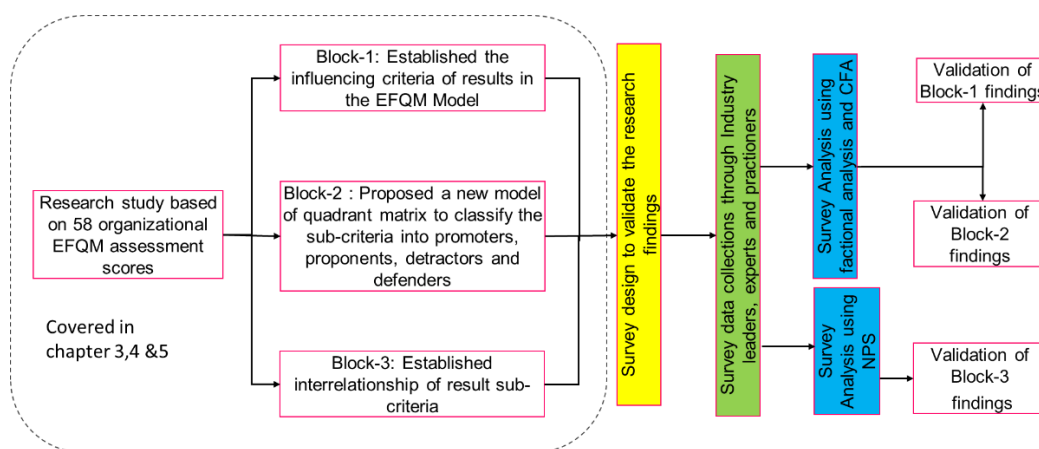 Research study based
on 58 organizational
EFQM assessment
scores
Covered in
chapter 3,4 &5
Block-1: Established the
influencing criteria of results in
the EFQM Model
Block-2 : Proposed a new model
of quadrant matrix to classify the
sub-criteria into promoters,
proponents, detractors and
defenders
Block-3: Established
interrelationship of result sub-
criteria
Survey design to validate the research
findings
Survey data collections through Industry
leaders, experts and practioners
Survey Analysis using
factional analysis and CFA
Survey
Analysis using
NPS
Validation of
Block-1 findings
Validation of
Block-2
findings
Validation of
Block-3
findings